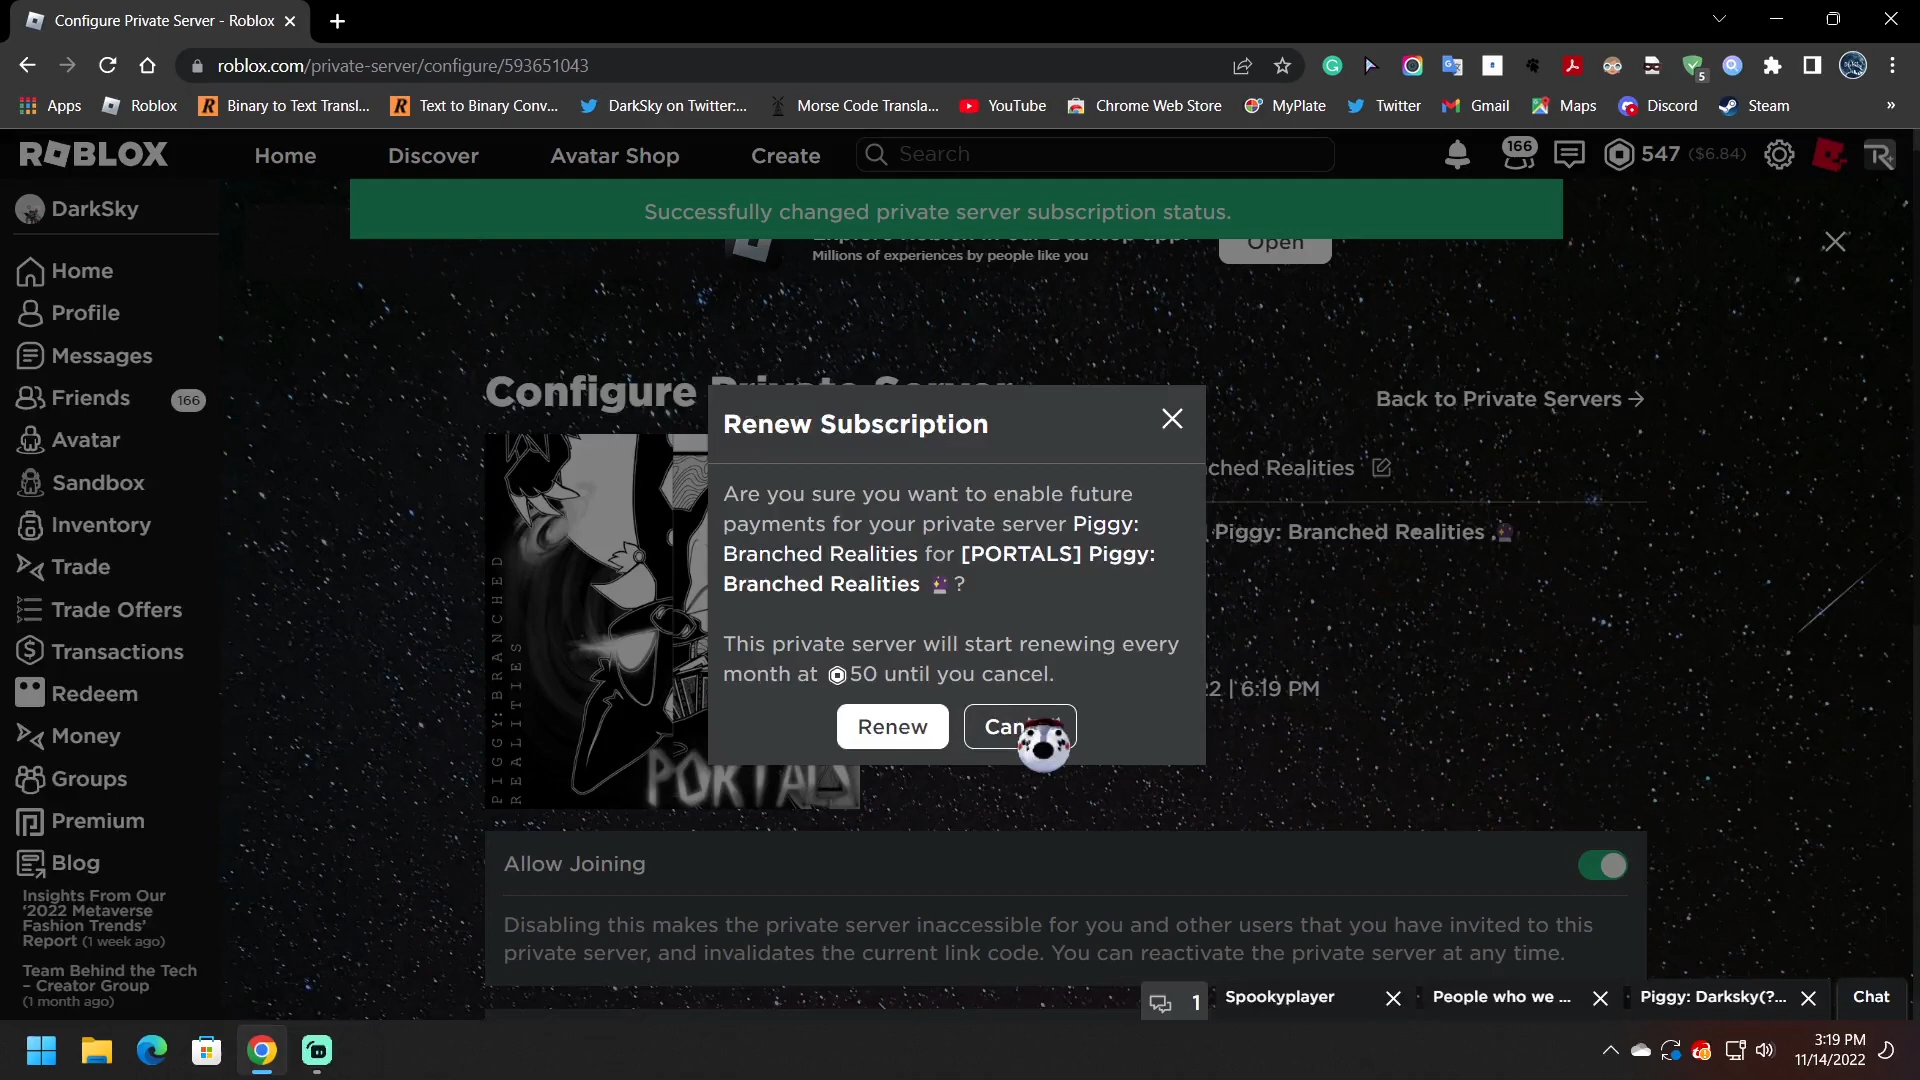 Configure Private Server - Roblox
roblox.com/private-server/configure/593651043
5
Apps
Roblox
Binary to Text Transl...
Text to Binary Conv...
DarkSky on Twitter:...
Morse Code Transla...
YouTube
Chrome Web Store
MyPlate
Twitter
Gmail
Maps
Discord
Steam
»
ROBLOX
Home
Discover
Avatar Shop
Create
Search
166
547 ($6.84)
Successfully changed private server subscription status.
Millions of experiences by people like you
Open
DarkSky
Home
Profile
Messages
Friends
166
Avatar
Sandbox
Inventory
Trade
Trade Offers
Transactions
Redeem
Money
Groups
Premium
Blog
Insights From Our
‘2022 Metaverse
Fashion Trends’
Report (1 week ago)
Team Behind the Tech
– Creator Group
(1 month ago)
Configure Private Server
Back to Private Servers →
ched Realities
Piggy: Branched Realities
2 | 6:19 PM
PIGGY: BRANCHED
REALITIES
PORTALS
Renew Subscription
Are you sure you want to enable future
payments for your private server Piggy:
Branched Realities for [PORTALS] Piggy:
Branched Realities 🔮?
This private server will start renewing every
month at 50 until you cancel.
Renew
Can
Allow Joining
Disabling this makes the private server inaccessible for you and other users that you have invited to this
private server, and invalidates the current link code. You can reactivate the private server at any time.
1
Spookyplayer
People who we ...
Piggy: Darksky(?...
Chat
3:19 PM
11/14/2022